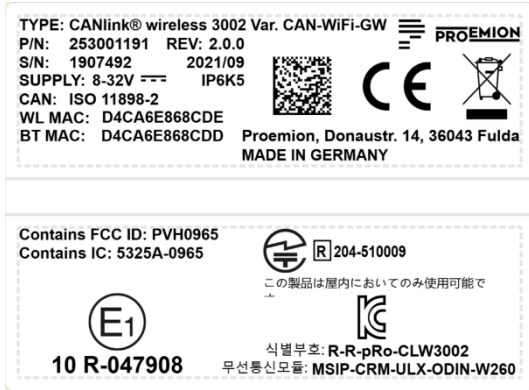 TYPE: CANlink® wireless 3002 Var. CAN-WiFi-GW
PROEMION
P/N: 253001191 REV: 2.0.0
S/N: 1907492 2021/09
SUPPLY: 8-32V IP6K5
CAN: ISO 11898-2
WL MAC: D4CA6E868CDE
BT MAC: D4CA6E868CDD
CE
Proemion, Donaustr. 14, 36043 Fulda
MADE IN GERMANY
Contains FCC ID: PVH0965
Contains IC: 5325A-0965
R 204-510009
この製品は屋内においてのみ使用可能で
E1
10 R-047908
식별부호: R-R-pRo-CLW3002
무선통신모듈: MSIP-CRM-ULX-ODIN-W260